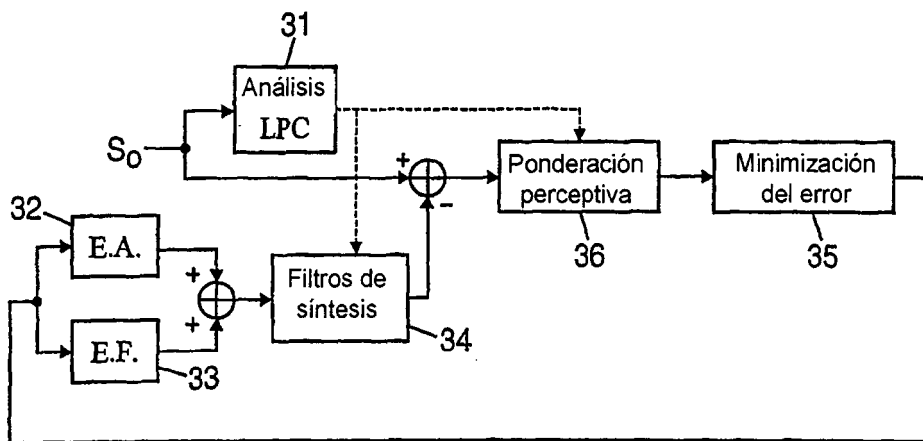 31
Análisis
LPC
S₀
+
−
Ponderación
perceptiva
36
Minimización
del error
35
32
E.A.
+
+
E.F.
33
Filtros de
síntesis
34